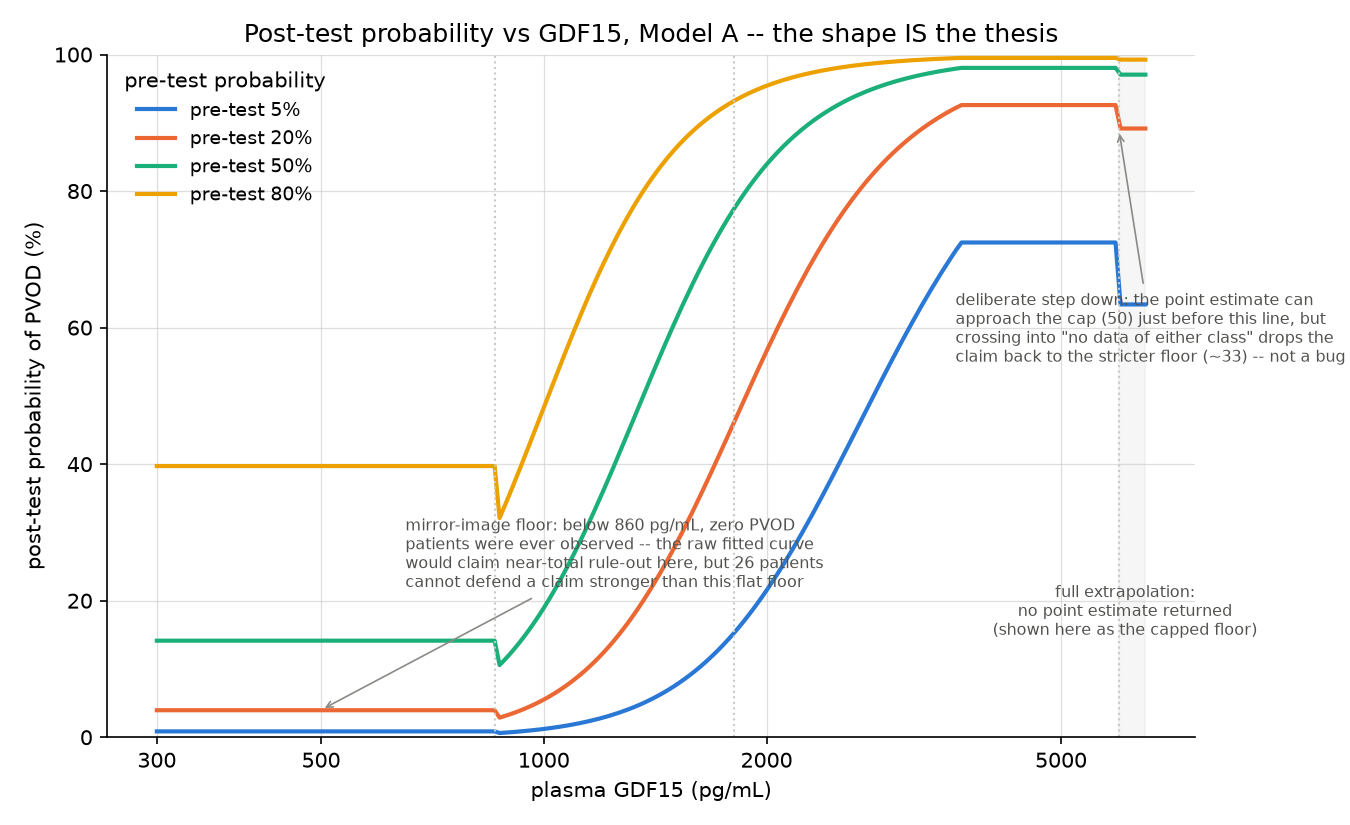 Post-test probability vs GDF15, Model A -- the shape IS the thesis
post-test probability of PVOD (%)
100
80
60
40
20
0
pre-test probability
pre-test 5%
pre-test 20%
pre-test 50%
pre-test 80%
deliberate step down: the point estimate can
approach the cap (50) just before this line, but
crossing into "no data of either class" drops the
claim back to the stricter floor (~33) -- not a bug
mirror-image floor: below 860 pg/mL, zero PVOD
patients were ever observed -- the raw fitted curve
would claim near-total rule-out here, but 26 patients
cannot defend a claim stronger than this flat floor
full extrapolation:
no point estimate returned
(shown here as the capped floor)
300 500 1000 2000 5000
plasma GDF15 (pg/mL)